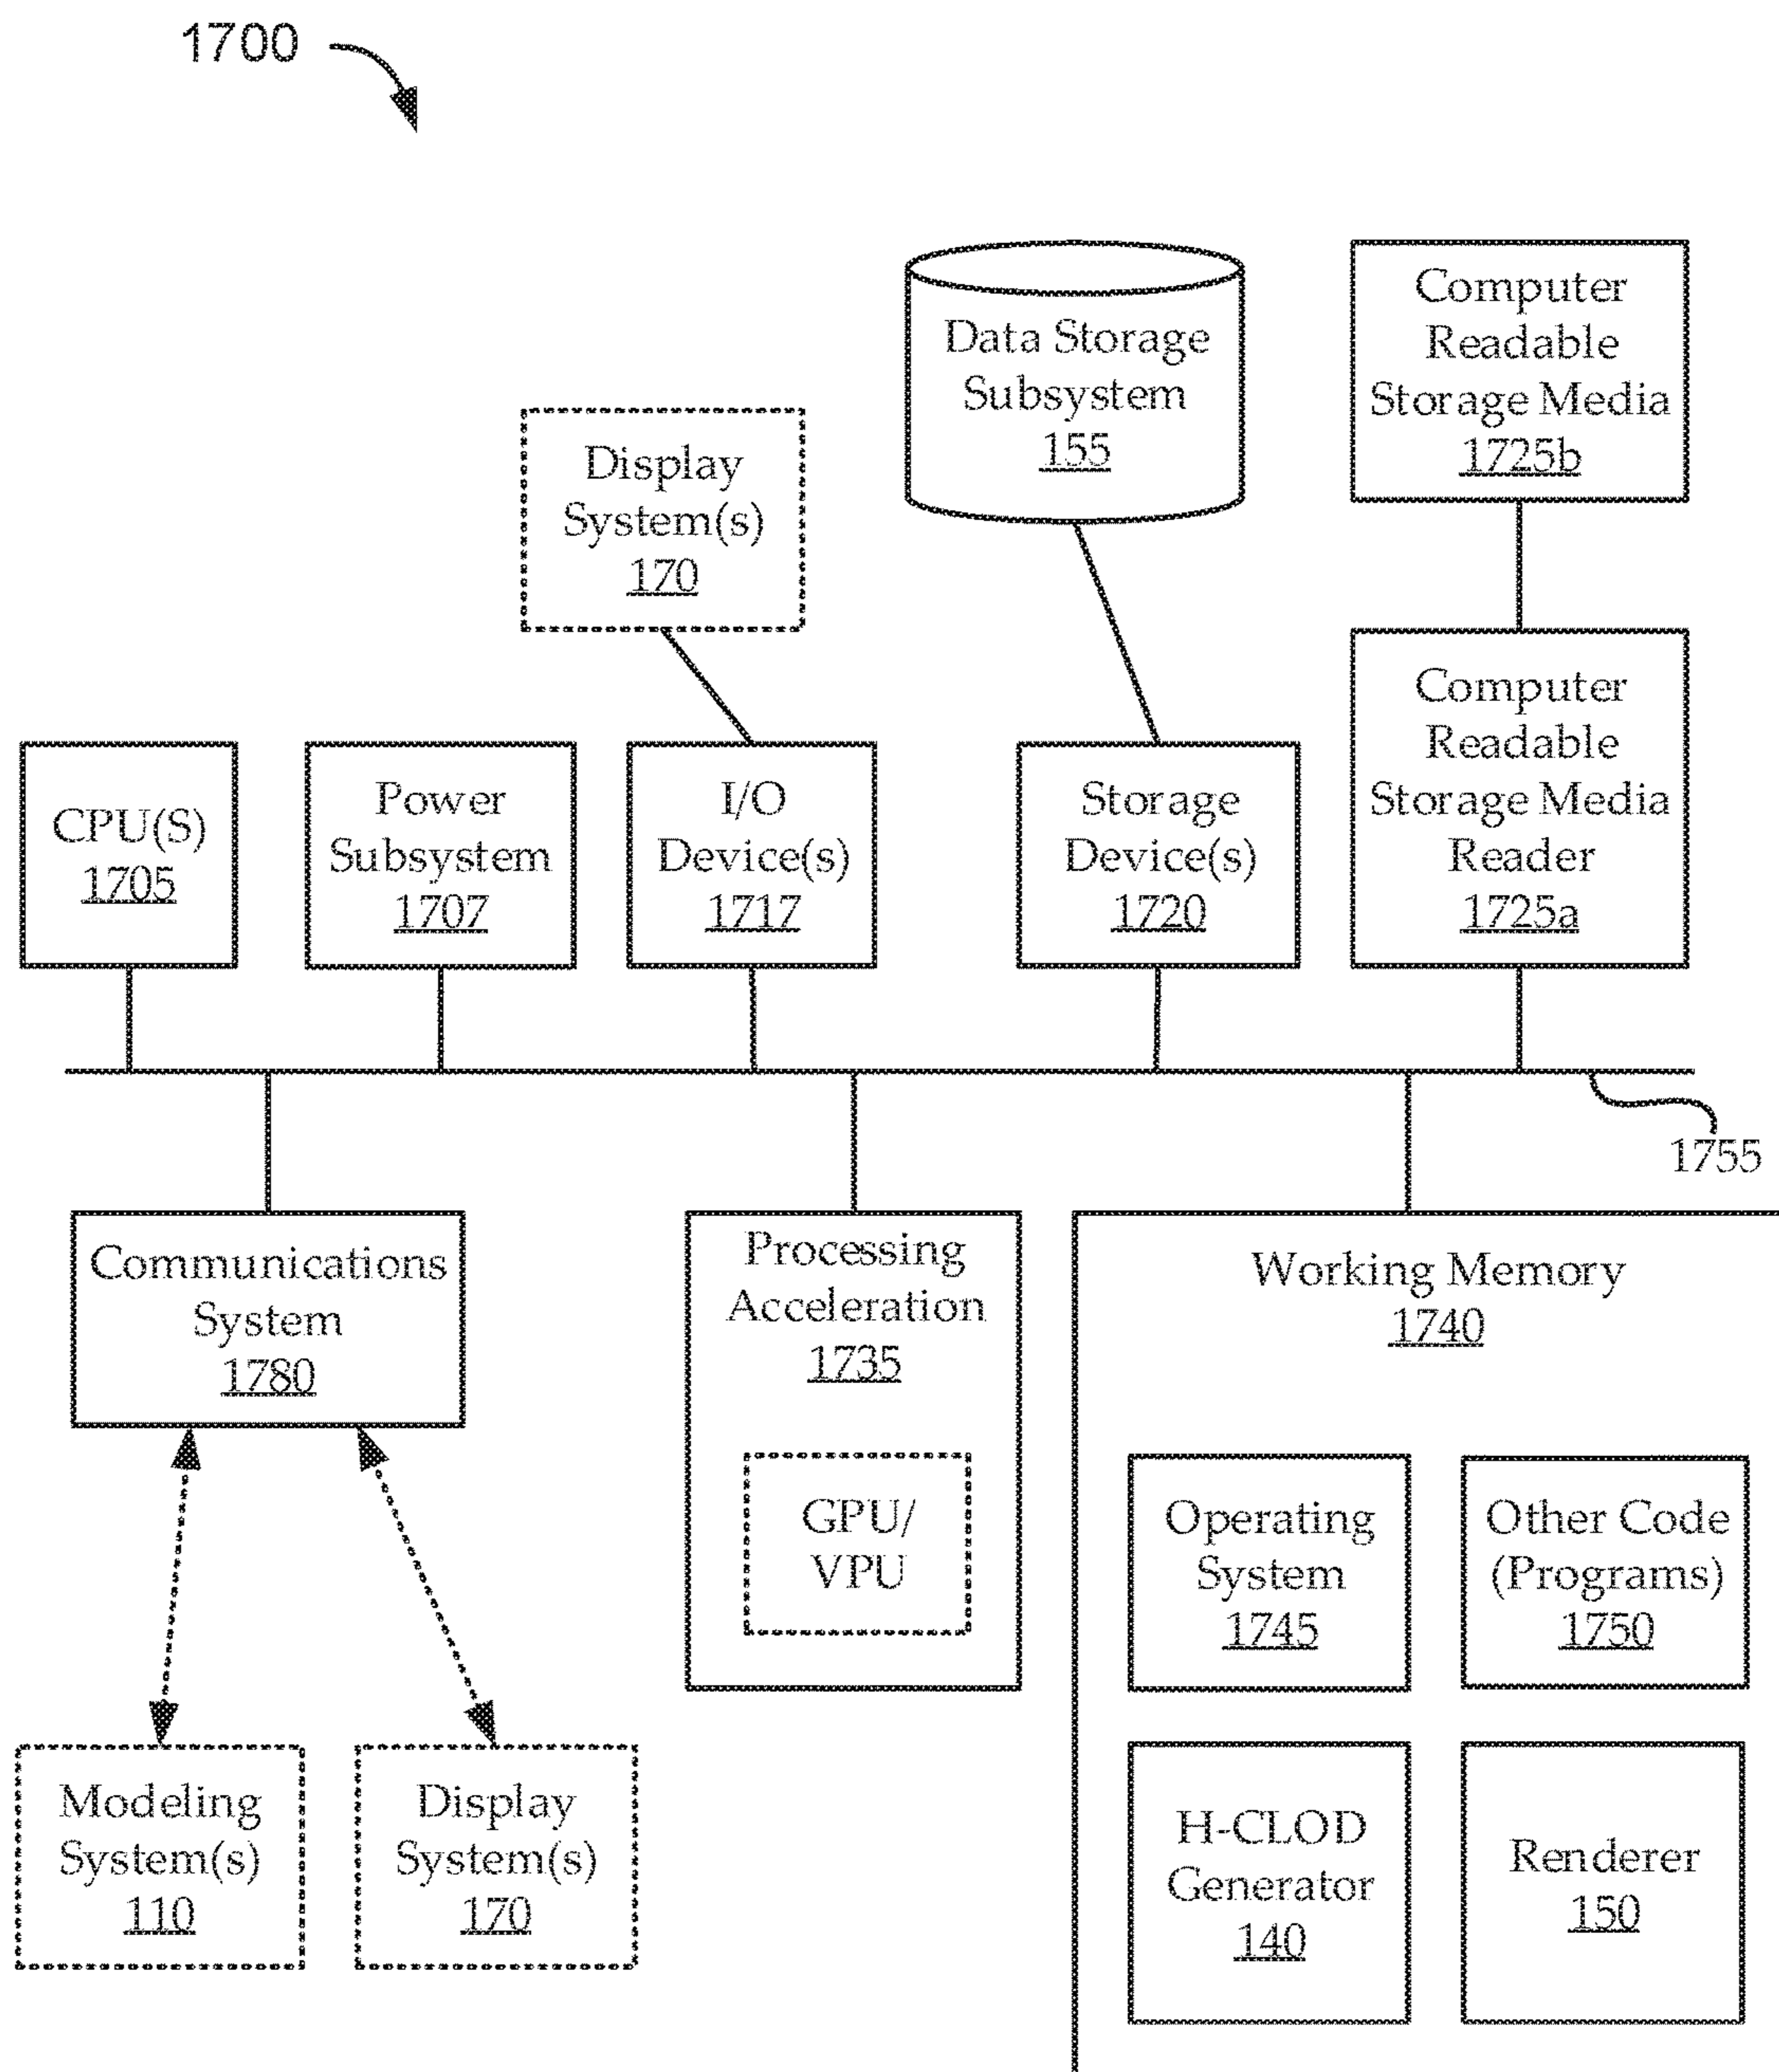 1700
Data Storage
Subsystem
155
Computer
Readable
Storage Media
1725b
Display
System(s)
170
CPU(S)
1705
Power
Subsystem
1707
I/O
Device(s)
1717
Storage
Device(s)
1720
Computer
Readable
Storage Media
Reader
1725a
1755
Communications
System
1780
Processing
Acceleration
1735
GPU/
VPU
Working Memory
1740
Operating
System
1745
Other Code
(Programs)
1750
Modeling
System(s)
110
Display
System(s)
170
H-CLOD
Generator
140
Renderer
150